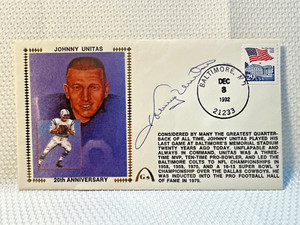 JOHNNY UNITAS
20th ANNIVERSARY
Johnny Unitas
BALTIMORE, MD
DEC
8
1992
21233
CONSIDERED BY MANY THE GREATEST QUARTER-
BACK OF ALL TIME, JOHNNY UNITAS PLAYED HIS
LAST GAME AT BALTIMORE'S MEMORIAL STADIUM
TWENTY YEARS AGO TODAY. UNFLAPPABLE AND
ALWAYS IN COMMAND, UNITAS WAS A THREE-
TIME MVP, TEN-TIME PRO-BOWLER, AND LED THE
BALTIMORE COLTS TO NFL CHAMPIONSHIPS IN
1958, 1959, 1970, AND A 16-13 SUPER BOWL V
CHAMPIONSHIP OVER THE DALLAS COWBOYS. HE
WAS INDUCTED INTO THE PRO FOOTBALL HALL
OF FAME IN 1979.